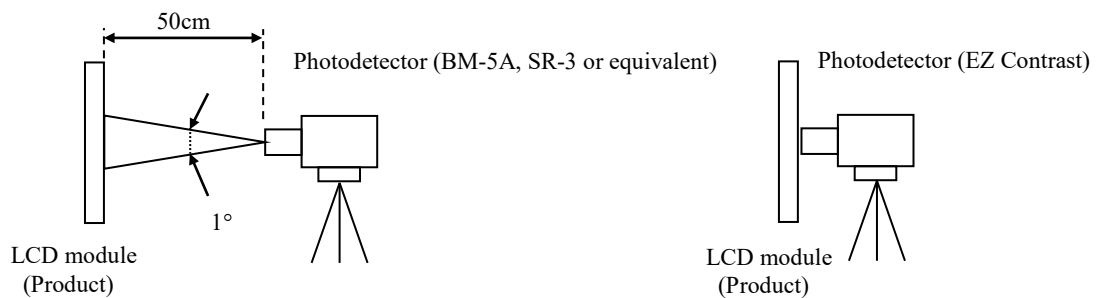 50cm
Photodetector (BM-5A, SR-3 or equivalent)
1°
LCD module
(Product)
Photodetector (EZ Contrast)
LCD module
(Product)